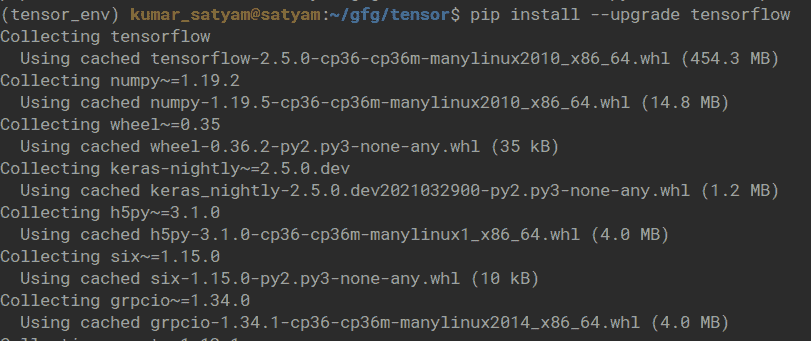 (tensor_env) kumar_satyam@satyam:~/gfg/tensor$ pip install --upgrade tensorflow
Collecting tensorflow
  Using cached tensorflow-2.5.0-cp36-cp36m-manylinux2010_x86_64.whl (454.3 MB)
Collecting numpy~=1.19.2
  Using cached numpy-1.19.5-cp36-cp36m-manylinux2010_x86_64.whl (14.8 MB)
Collecting wheel~=0.35
  Using cached wheel-0.36.2-py2.py3-none-any.whl (35 kB)
Collecting keras-nightly~=2.5.0.dev
  Using cached keras_nightly-2.5.0.dev2021032900-py2.py3-none-any.whl (1.2 MB)
Collecting h5py~=3.1.0
  Using cached h5py-3.1.0-cp36-cp36m-manylinux1_x86_64.whl (4.0 MB)
Collecting six~=1.15.0
  Using cached six-1.15.0-py2.py3-none-any.whl (10 kB)
Collecting grpcio~=1.34.0
  Using cached grpcio-1.34.1-cp36-cp36m-manylinux2014_x86_64.whl (4.0 MB)